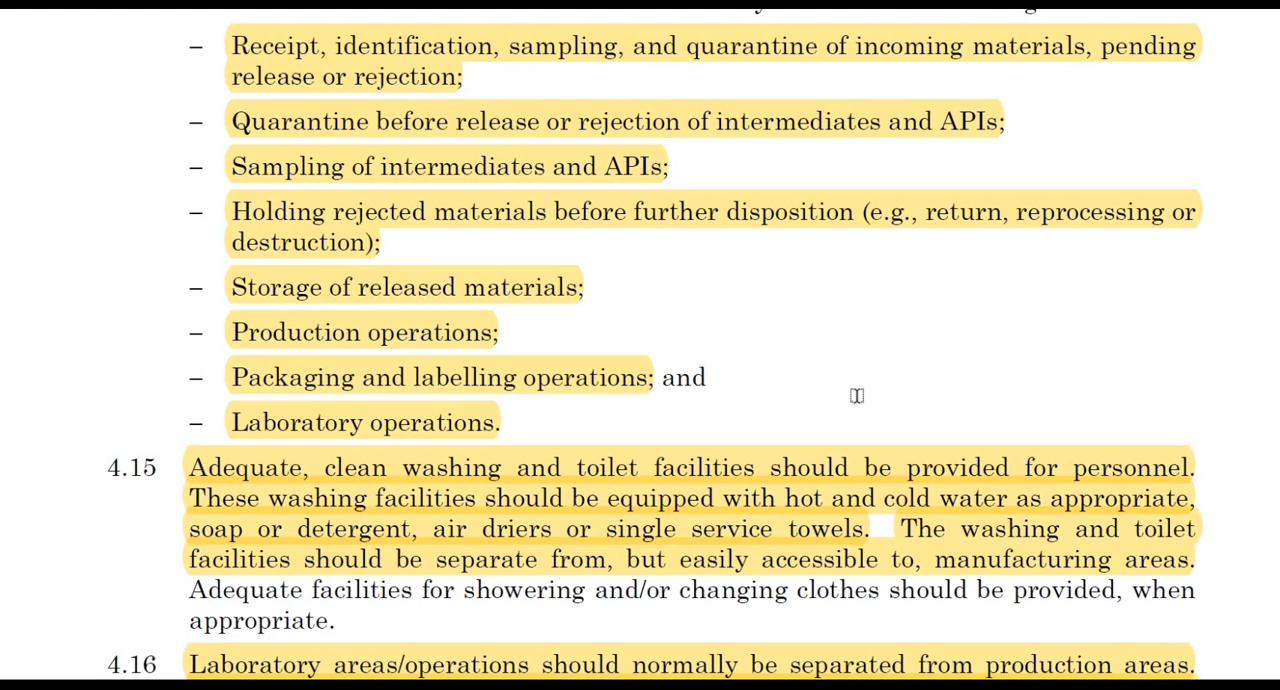 – Receipt, identification, sampling, and quarantine of incoming materials, pending
release or rejection;
– Quarantine before release or rejection of intermediates and APIs;
– Sampling of intermediates and APIs;
– Holding rejected materials before further disposition (e.g., return, reprocessing or
destruction);
– Storage of released materials;
– Production operations;
– Packaging and labelling operations; and
– Laboratory operations.
4.15 Adequate, clean washing and toilet facilities should be provided for personnel.
These washing facilities should be equipped with hot and cold water as appropriate,
soap or detergent, air driers or single service towels. The washing and toilet
facilities should be separate from, but easily accessible to, manufacturing areas.
Adequate facilities for showering and/or changing clothes should be provided, when
appropriate.
4.16 Laboratory areas/operations should normally be separated from production areas.